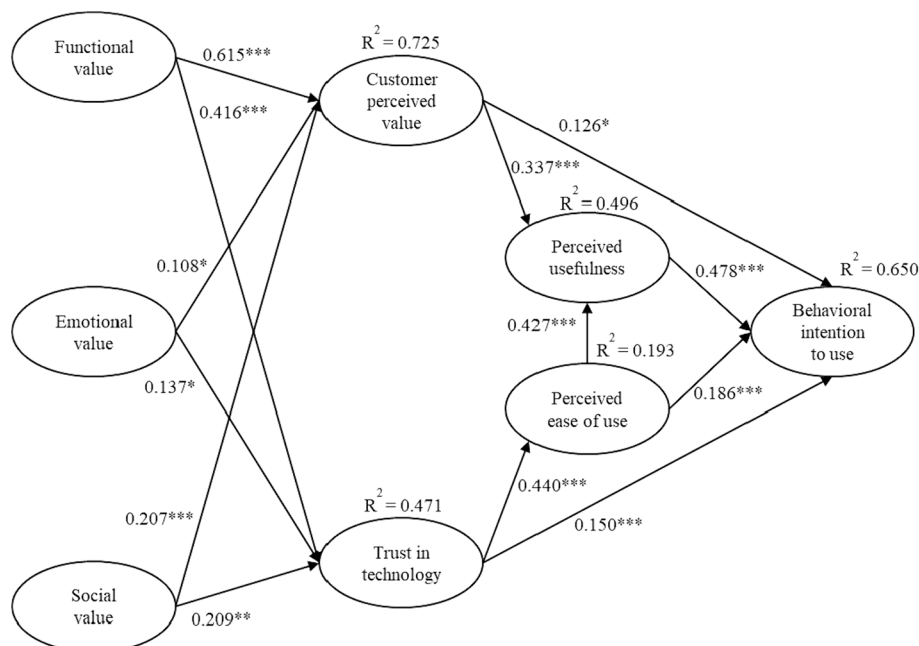 Functional
value
0.615***
0.416***
R² = 0.725
Customer
perceived
value
0.126*
0.337***
R² = 0.496
Perceived
usefulness
0.478***
R² = 0.650
Behavioral
intention
to use
0.108*
Emotional
value
0.137*
0.427***
R² = 0.193
Perceived
ease of use
0.186***
0.440***
0.150***
R² = 0.471
Trust in
technology
0.207***
Social
value
0.209**